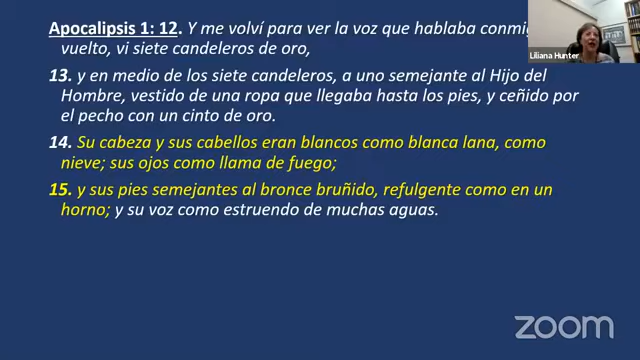 Apocalipsis 1: 12. Y me volví para ver la voz que hablaba
vuelto, vi siete candeleros de oro,
13. y en medio de los siete candeleros, a uno semejante al Hijo del
Hombre, vestido de una ropa que llegaba hasta los pies, y ceñido por
el pecho con un cinto de oro.
14. Su cabeza y sus cabellos eran blancos como blanca lana, como
nieve; sus ojos como llama de fuego;
15. y sus pies semejantes al bronce bruñido, refulgente como en un
horno; y su voz como estruendo de muchas aguas.
Liliana Hunter
zoom